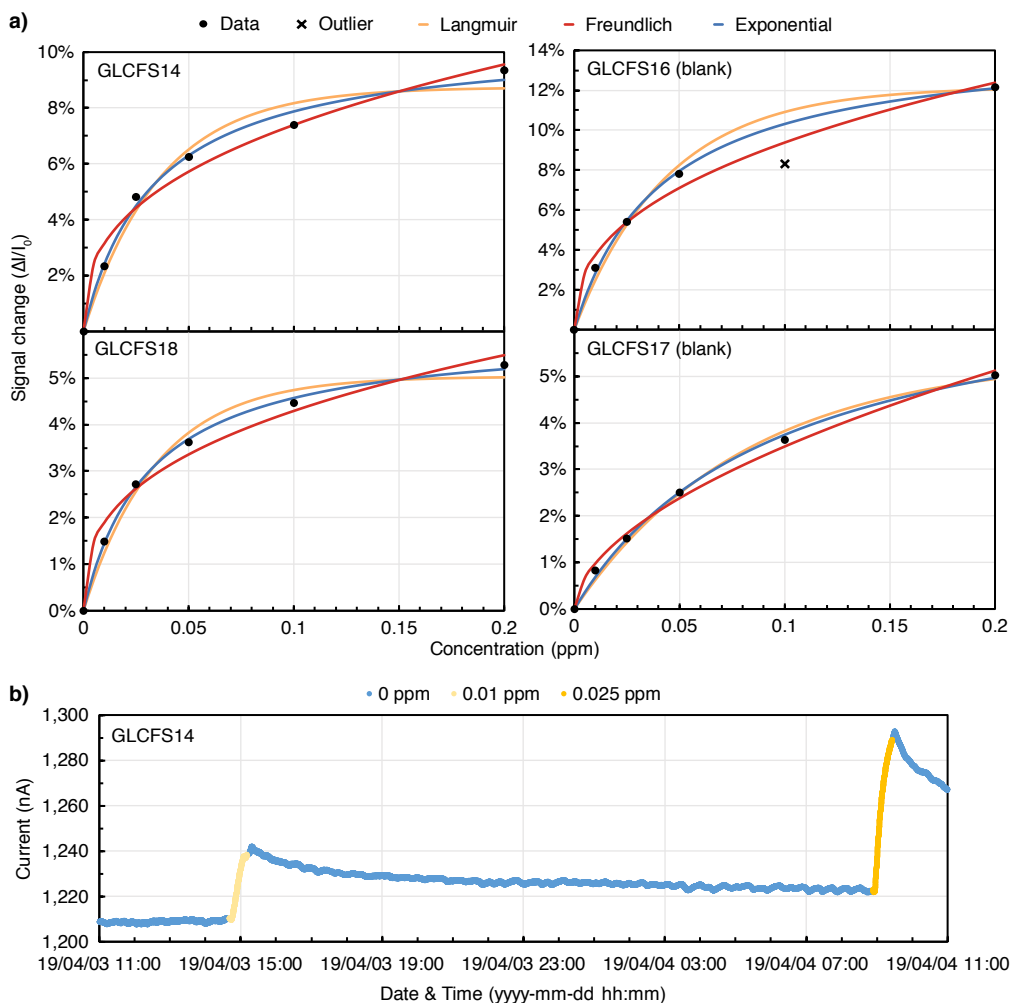 a)
Data
Outlier
Langmuir
Freundlich
Exponential
Signal change (ΔI/I₀)
GLCFS14
10%
8%
6%
4%
2%
GLCFS16 (blank)
14%
12%
10%
8%
6%
4%
2%
GLCFS18
5%
4%
3%
2%
1%
0%
0
0.05
0.1
0.15
0.2
GLCFS17 (blank)
5%
4%
3%
2%
1%
0%
0
0.05
0.1
0.15
0.2
Concentration (ppm)
b)
0 ppm
0.01 ppm
0.025 ppm
GLCFS14
Current (nA)
1,300
1,280
1,260
1,240
1,220
1,200
19/04/03 11:00
19/04/03 15:00
19/04/03 19:00
19/04/03 23:00
19/04/04 03:00
19/04/04 07:00
19/04/04 11:00
Date & Time (yyyy-mm-dd hh:mm)